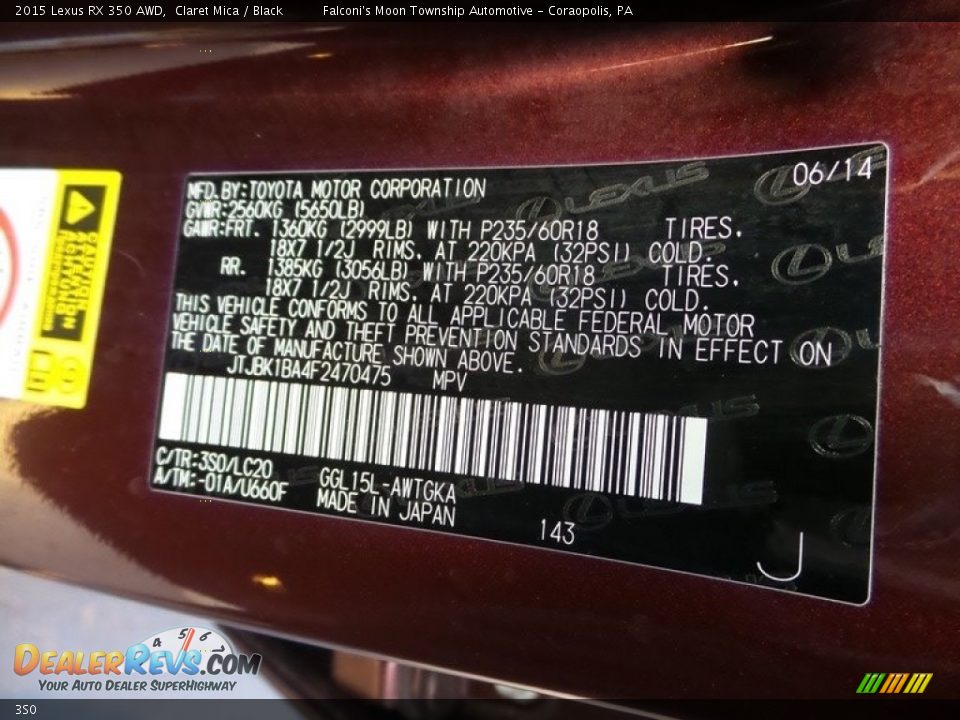 2015 Lexus RX 350 AWD, Claret Mica / Black Falconi's Moon Township Automotive - Coraopolis, PA
06/14
MFD.BY:TOYOTA MOTOR CORPORATION
GVWR:2560KG (5650LB)
GAWR:FRT. 1360KG (2999LB) WITH P235/60R18 TIRES.
18X7 1/2J RIMS. AT 220KPA (32PSI) COLD.
RR. 1385KG (3056LB) WITH P235/60R18 TIRES.
18X7 1/2J RIMS. AT 220KPA (32PSI) COLD.
THIS VEHICLE CONFORMS TO ALL APPLICABLE FEDERAL MOTOR
VEHICLE SAFETY AND THEFT PREVENTION STANDARDS IN EFFECT ON
THE DATE OF MANUFACTURE SHOWN ABOVE.
JTJBK1BA4F2470475 MPV
C/TR:3S0/LC20
A/TM:-01A/U660F
GGL15L-AWTGKA
MADE IN JAPAN
143
J
LEXUS
DEALERREVS.COM
YOUR AUTO DEALER SUPERHIGHWAY
3S0